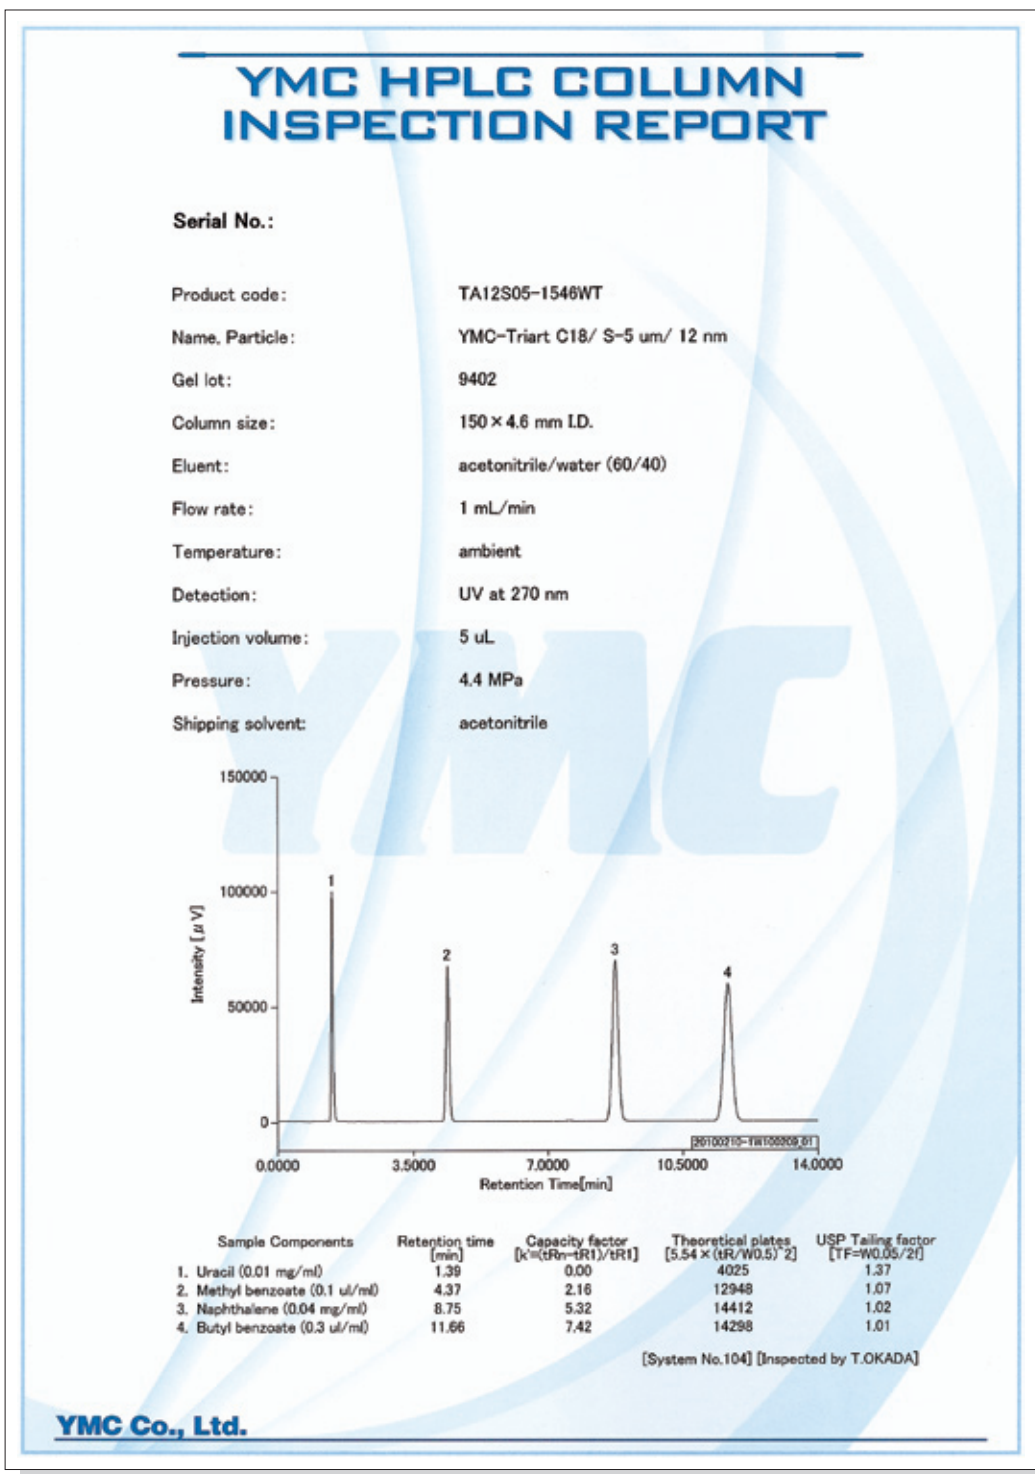 YMC HPLC COLUMN
INSPECTION REPORT
Serial No.:
Product code: TA12S05-1546WT
Name, Particle: YMC-Triart C18/ S-5 um/ 12 nm
Gel lot: 9402
Column size: 150×4.6 mm I.D.
Eluent: acetonitrile/water (60/40)
Flow rate: 1 mL/min
Temperature: ambient
Detection: UV at 270 nm
Injection volume: 5 uL
Pressure: 4.4 MPa
Shipping solvent: acetonitrile
YMC
150000
100000
50000
0
Intensity [μV]
1
2
3
4
20100210-TW100209_01
0.0000 3.5000 7.0000 10.5000 14.0000
Retention Time[min]
Sample Components Retention time Capacity factor Theoretical plates USP Tailing factor
[min] [k'=(tRn-tR1)/tR1] [5.54×(tR/W0.5)^2] [TF=W0.05/2f]
1. Uracil (0.01 mg/ml) 1.39 0.00 4025 1.37
2. Methyl benzoate (0.1 ul/ml) 4.37 2.16 12948 1.07
3. Naphthalene (0.04 mg/ml) 8.75 5.32 14412 1.02
4. Butyl benzoate (0.3 ul/ml) 11.66 7.42 14298 1.01
[System No.104] [Inspected by T.OKADA]
YMC Co., Ltd.